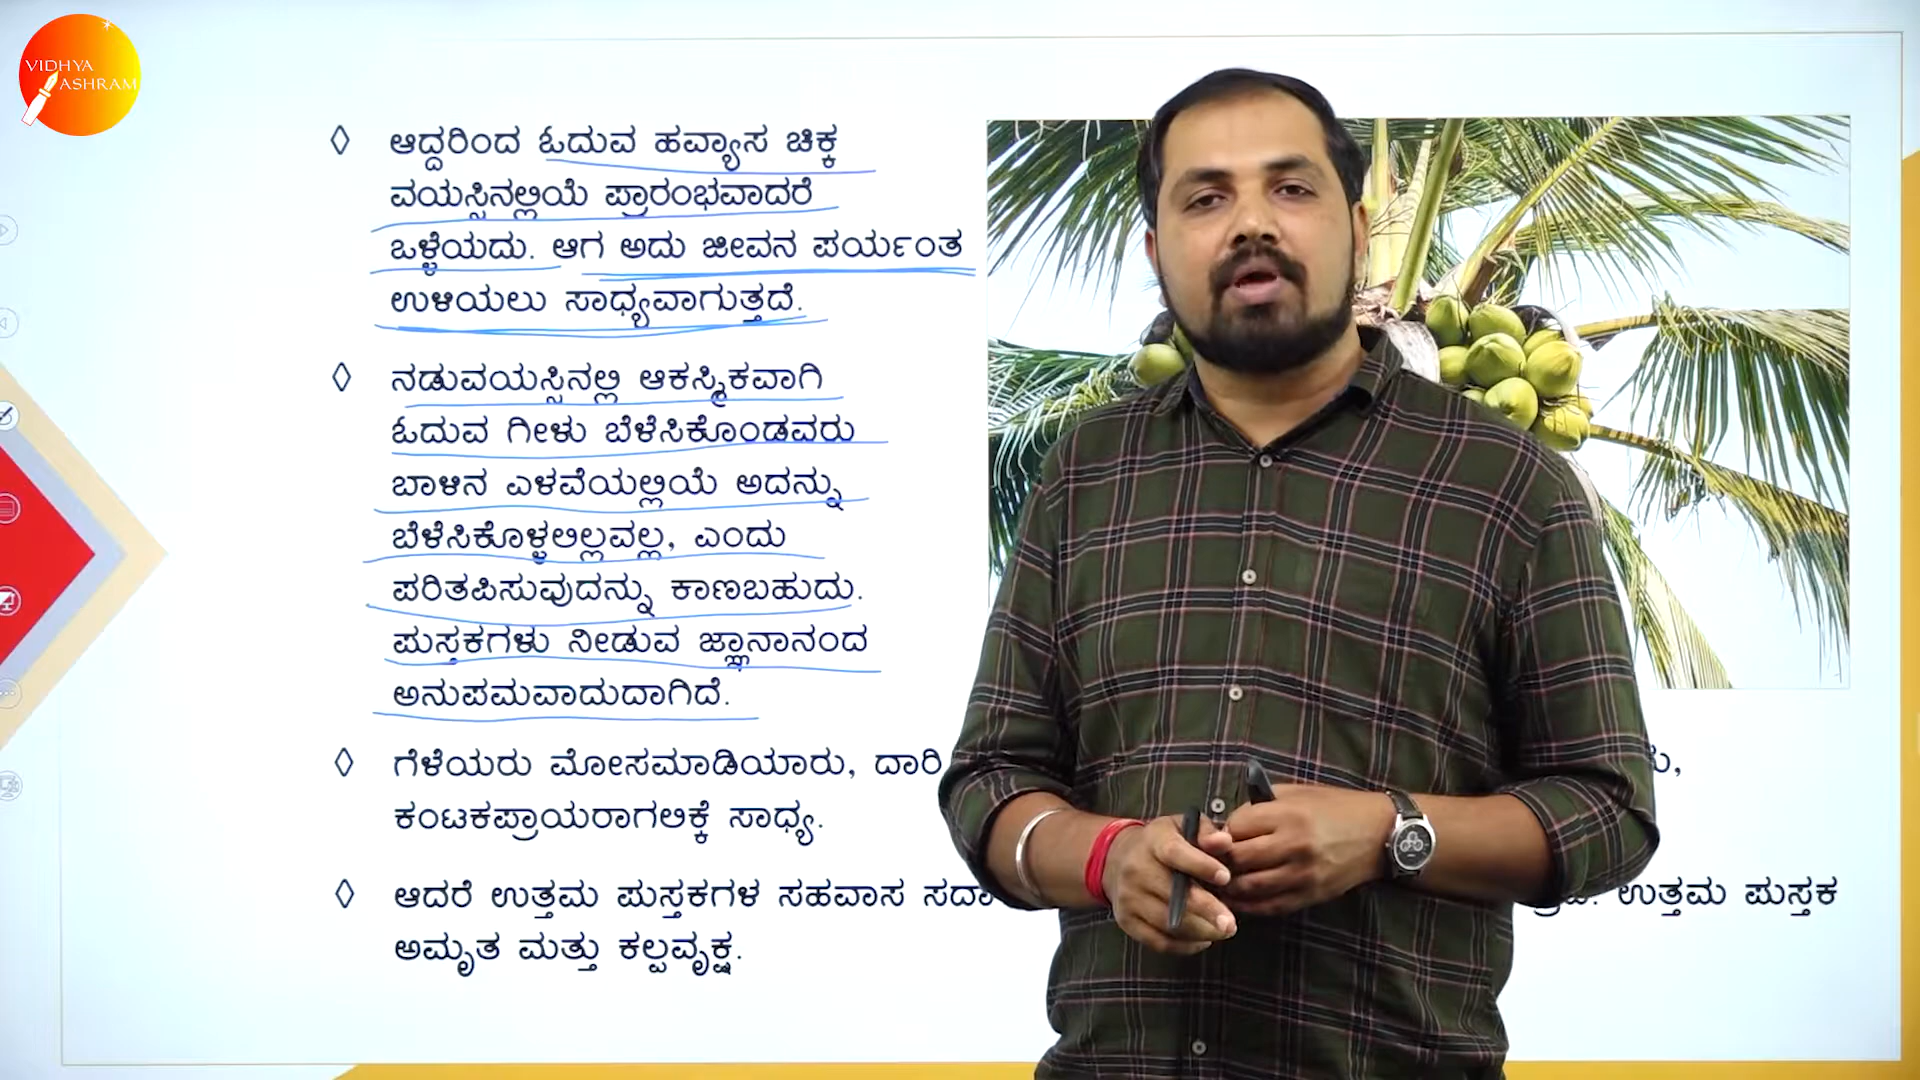 VIDHYA
ASHRAM
ಆದ್ದರಿಂದ ಓದುವ ಹವ್ಯಾಸ ಚಿಕ್ಕ
ವಯಸ್ಸಿನಲ್ಲಿಯೆ ಪ್ರಾರಂಭವಾದರೆ
ಒಳ್ಳೆಯದು. ಆಗ ಅದು ಜೀವನ ಪರ್ಯಂತ
ಉಳಿಯಲು ಸಾಧ್ಯವಾಗುತ್ತದೆ.
ನಡುವಯಸ್ಸಿನಲ್ಲಿ ಆಕಸ್ಮಿಕವಾಗಿ
ಓದುವ ಗೀಳು ಬೆಳೆಸಿಕೊಂಡವರು
ಬಾಳಿನ ಎಳವೆಯಲ್ಲಿಯೆ ಅದನ್ನು
ಬೆಳೆಸಿಕೊಳ್ಳಲಿಲ್ಲವಲ್ಲ, ಎಂದು
ಪರಿತಪಿಸುವುದನ್ನು ಕಾಣಬಹುದು.
ಪುಸ್ತಕಗಳು ನೀಡುವ ಜ್ಞಾನಾನಂದ
ಅನುಪಮವಾದುದಾಗಿದೆ.
ಗೆಳೆಯರು ಮೋಸಮಾಡಿಯಾರು, ದಾರಿ
ಕಂಟಕಪ್ರಾಯರಾಗಲಿಕ್ಕೆ ಸಾಧ್ಯ.
ಆದರೆ ಉತ್ತಮ ಪುಸ್ತಕಗಳ ಸಹವಾಸ ಸದಾ ಉತ್ತಮ ಪುಸ್ತಕ
ಅಮೃತ ಮತ್ತು ಕಲ್ಪವೃಕ್ಷ.